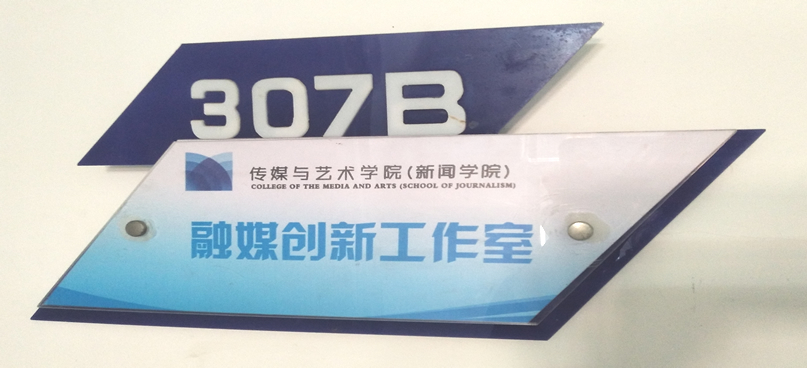 307B
传媒与艺术学院(新闻学院)
COLLEGE OF THE MEDIA AND ARTS (SCHOOL OF JOURNALISM)
融媒创新工作室